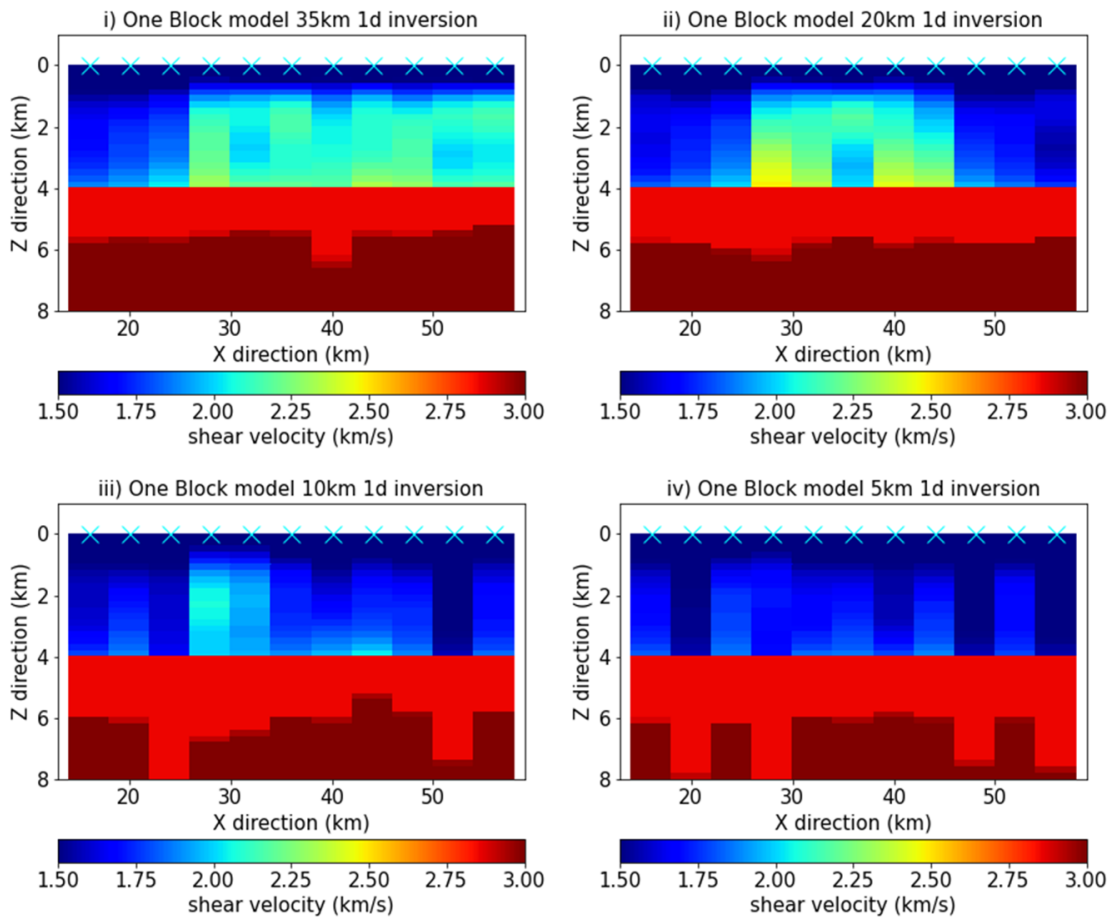 i) One Block model 35km 1d inversion
0
2
4
6
8
Z direction (km)
20 30 40 50
X direction (km)
1.50 1.75 2.00 2.25 2.50 2.75 3.00
shear velocity (km/s)
ii) One Block model 20km 1d inversion
0
2
4
6
8
Z direction (km)
20 30 40 50
X direction (km)
1.50 1.75 2.00 2.25 2.50 2.75 3.00
shear velocity (km/s)
iii) One Block model 10km 1d inversion
0
2
4
6
8
Z direction (km)
20 30 40 50
X direction (km)
1.50 1.75 2.00 2.25 2.50 2.75 3.00
shear velocity (km/s)
iv) One Block model 5km 1d inversion
0
2
4
6
8
Z direction (km)
20 30 40 50
X direction (km)
1.50 1.75 2.00 2.25 2.50 2.75 3.00
shear velocity (km/s)